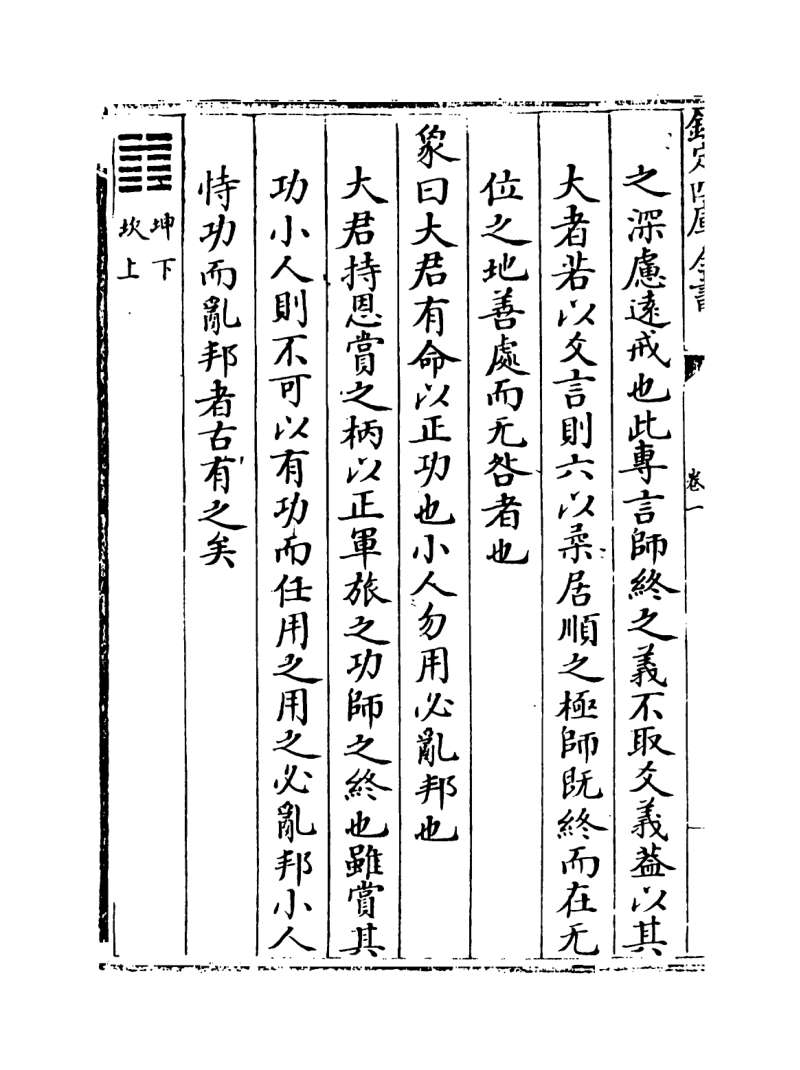 欽定四庫全書
卷一
之深慮遠戒也此專言師終之義不取爻義葢以其
大者若以爻言則六以柔居順之極師既終而在无
位之地善處而无咎者也
象曰大君有命以正功也小人勿用必亂邦也
大君持恩賞之柄以正軍旅之功師之終也雖賞其
功小人則不可以有功而任用之用之必亂邦小人
恃功而亂邦者古有之矣
坤下
坎上